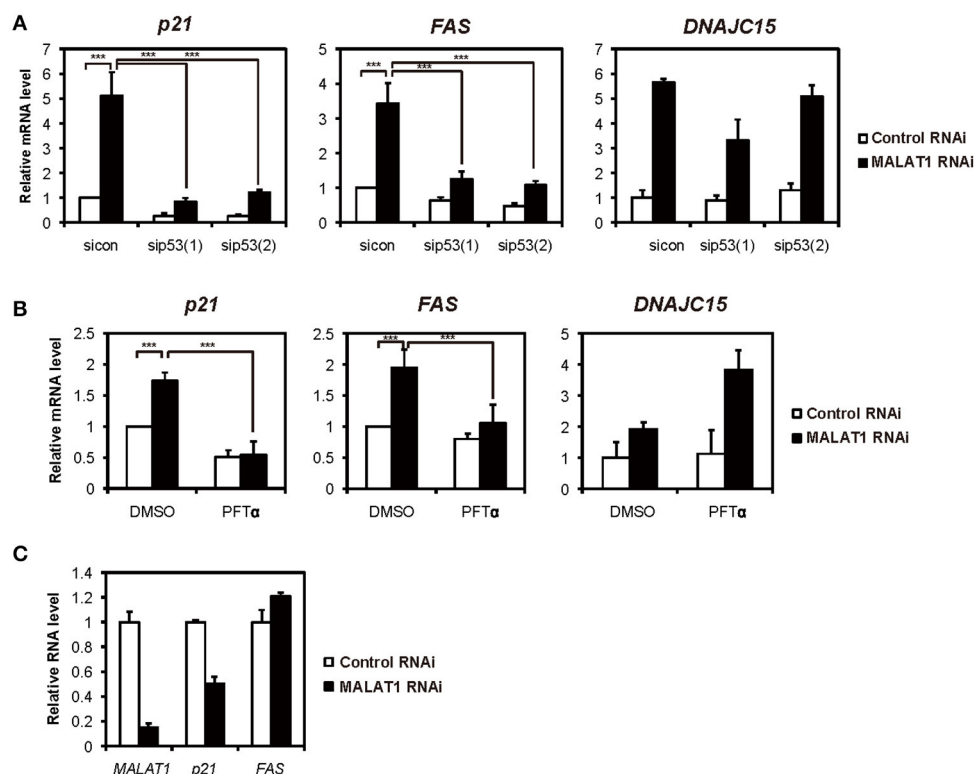 A
p21
FAS
DNAJC15
Relative mRNA level
7
6
5
4
3
2
1
0
***
***
***
sicon
sip53(1)
sip53(2)
5
4
3
2
1
0
***
***
***
sicon
sip53(1)
sip53(2)
7
6
5
4
3
2
1
0
sicon
sip53(1)
sip53(2)
Control RNAi
MALAT1 RNAi
B
p21
FAS
DNAJC15
Relative mRNA level
2.5
2
1.5
1
0.5
0
***
***
DMSO
PFTα
2.5
2
1.5
1
0.5
0
***
***
DMSO
PFTα
5
4
3
2
1
0
DMSO
PFTα
Control RNAi
MALAT1 RNAi
C
Relative RNA level
1.4
1.2
1
0.8
0.6
0.4
0.2
0
MALAT1
p21
FAS
Control RNAi
MALAT1 RNAi